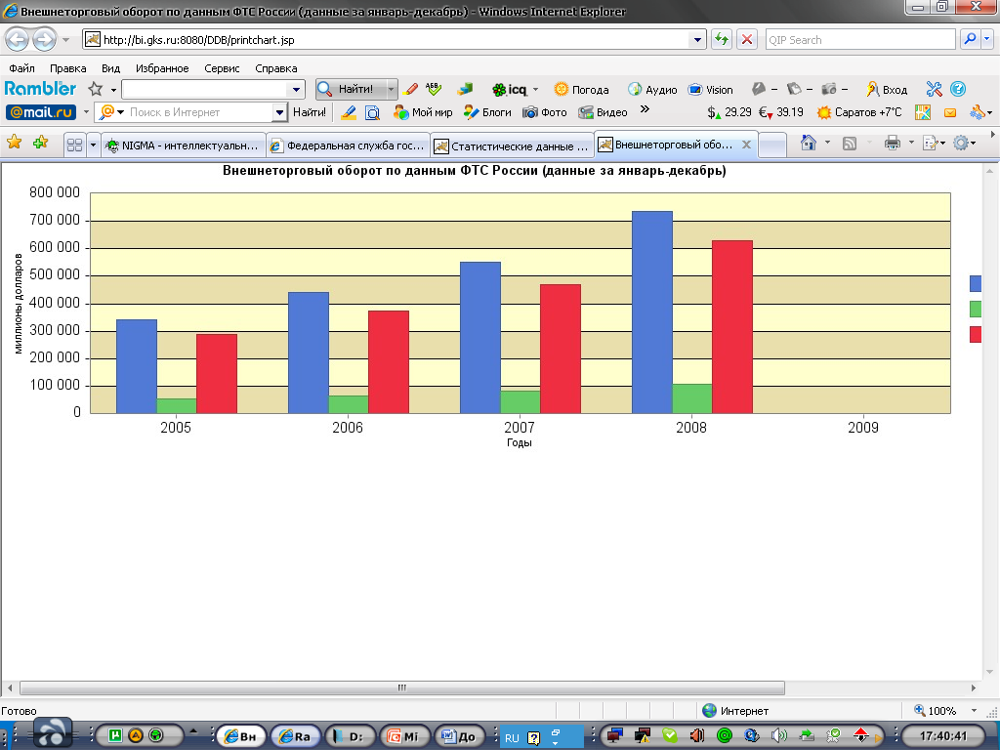 Внешнеторговый оборот по данным ФТС России (данные за январь-декабрь) - Windows Internet Explorer
http://bi.gks.ru:8080/DDB/printchart.jsp QIP Search
Файл Правка Вид Избранное Сервис Справка
Rambler Найти! ABC icq Погода Аудио Vision Вход
@mail.ru Поиск в Интернет Найти! Мой мир Блоги Фото Видео » $ 29.29 € 39.19 Саратов +7°C
NIGMA - интеллектуальн... Федеральная служба гос... Статистические данные ... Внешнеторговый обо...
Внешнеторговый оборот по данным ФТС России (данные за январь-декабрь)
800 000
700 000
600 000
500 000
400 000
300 000
200 000
100 000
0
миллионы долларов
2005 2006 2007 2008 2009
Годы
Готово Интернет 100%
Вн Ra D: Mi До RU 17:40:41